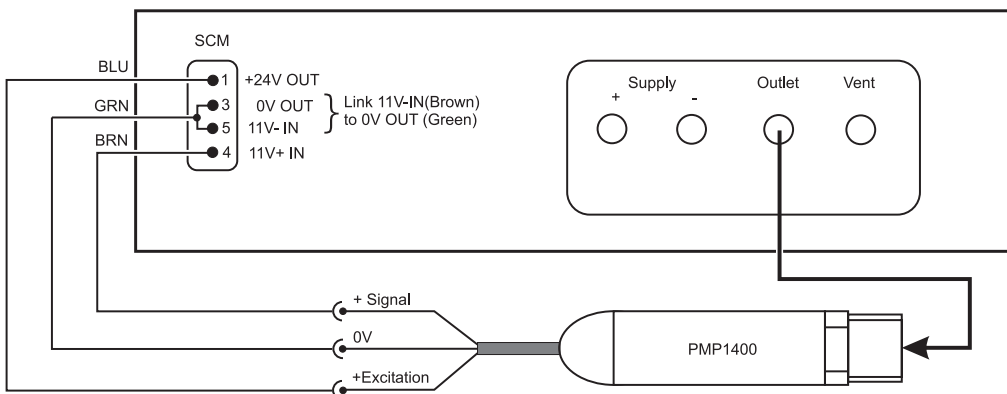 SCM
BLU
1 +24V OUT
GRN
3 0V OUT
5 11V- IN
Link 11V-IN(Brown)
to 0V OUT (Green)
BRN
4 11V+ IN
Supply
+ -
Outlet
Vent
+ Signal
0V
+Excitation
PMP1400